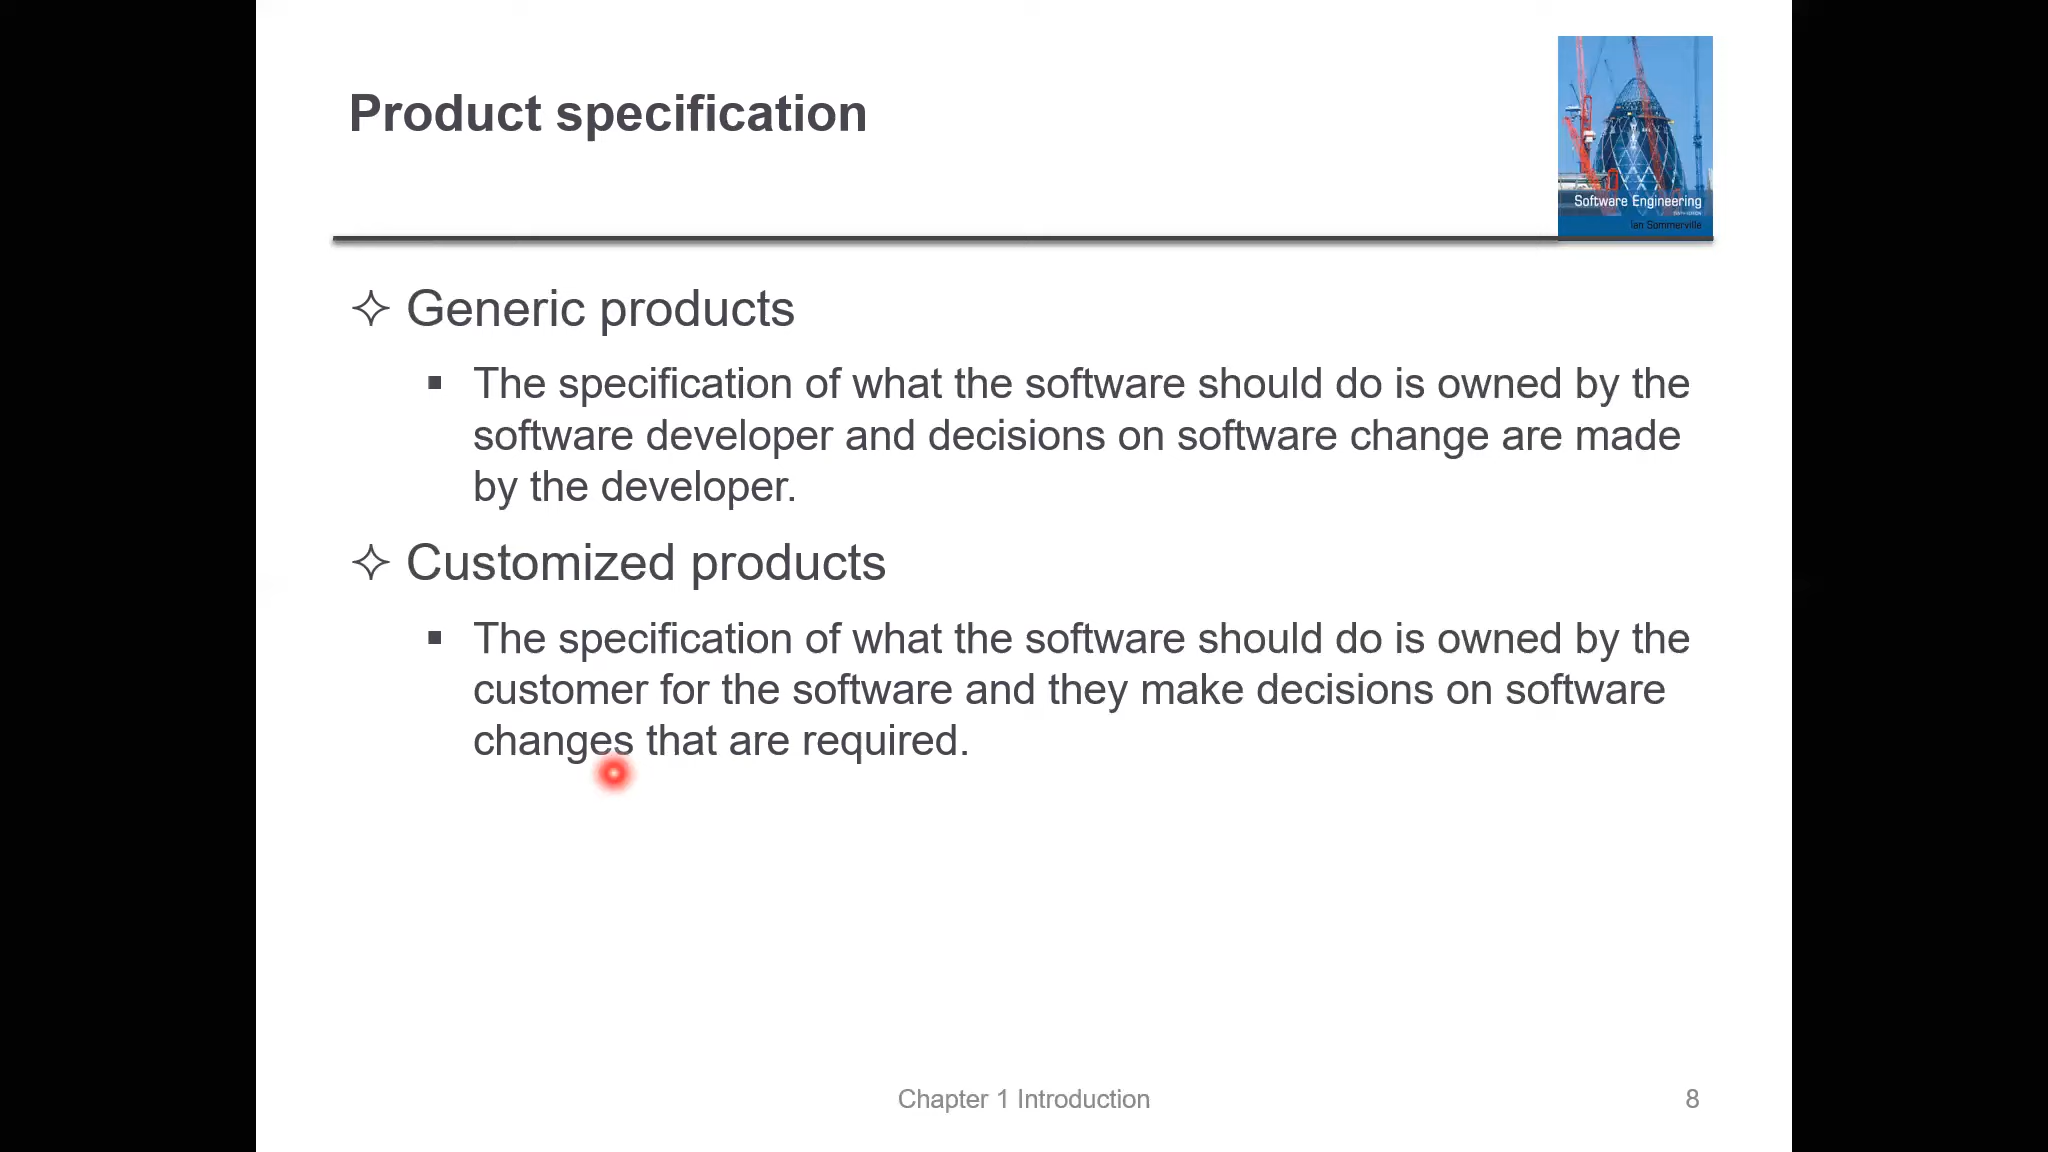 Product specification
Software Engineering
Ian Sommerville
Generic products
The specification of what the software should do is owned by the
software developer and decisions on software change are made
by the developer.
Customized products
The specification of what the software should do is owned by the
customer for the software and they make decisions on software
changes that are required.
Chapter 1 Introduction
8